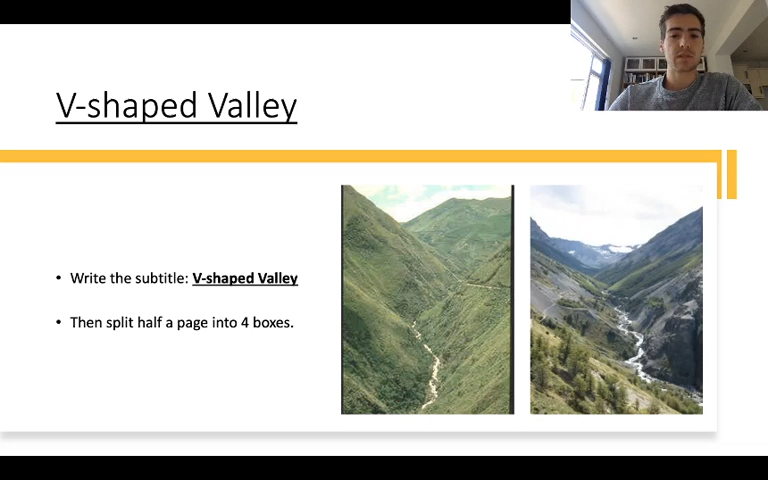 V-shaped Valley
• Write the subtitle: V-shaped Valley
• Then split half a page into 4 boxes.